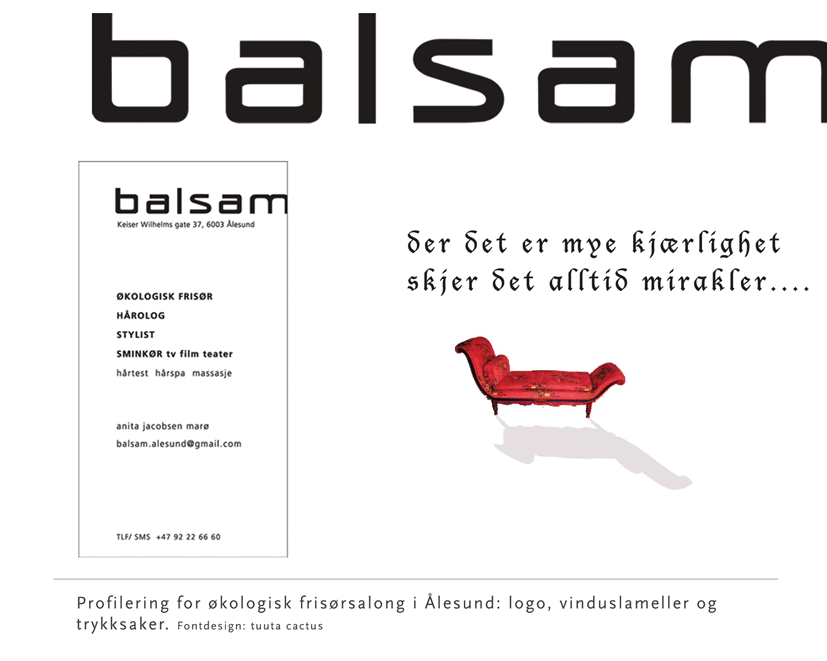 balsam
balsam
Keiser Wilhelms gate 37, 6003 Ålesund
ØKOLOGISK FRISØR
HÅROLOG
STYLIST
SMINKØR tv film teater
hårtest hårspa massasje
anita jacobsen marø
balsam.alesund@gmail.com
TLF/ SMS +47 92 22 66 60
der det er mye kjærlighet
skjer det alltid mirakler....
Profilering for økologisk frisørsalong i Ålesund: logo, vinduslameller og
trykksaker. Fontdesign: tuuta cactus